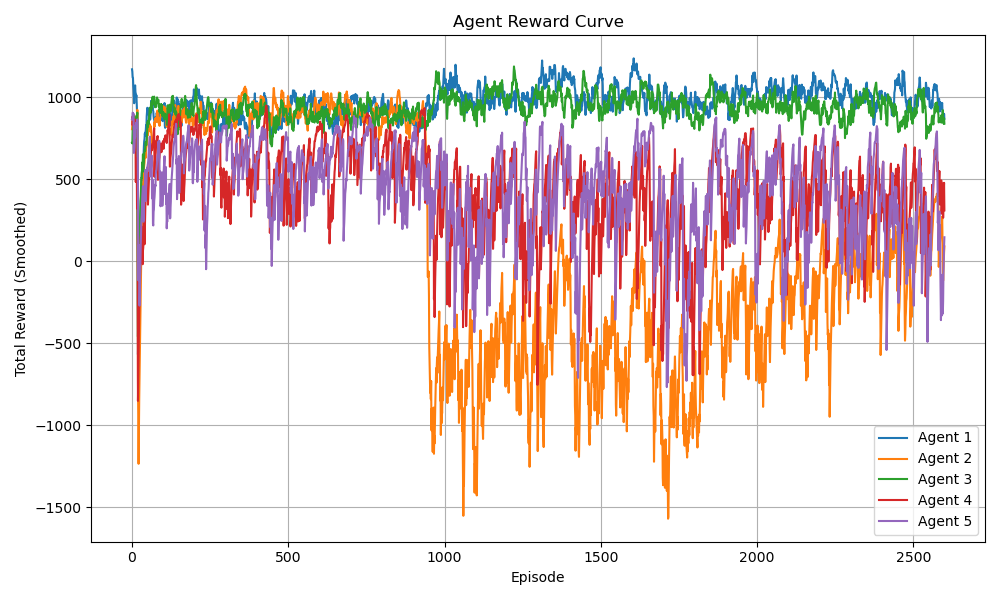 Agent Reward Curve
Total Reward (Smoothed)
1000
500
0
−500
−1000
−1500
0
500
1000
1500
2000
2500
Episode
Agent 1
Agent 2
Agent 3
Agent 4
Agent 5